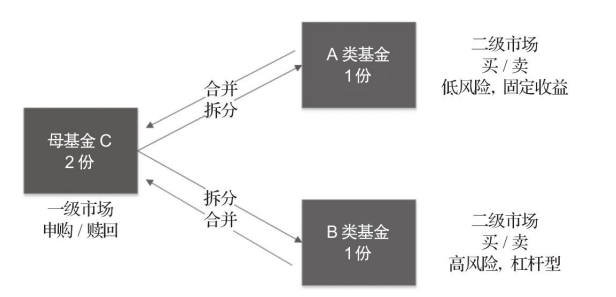 母基金 C
2 份
一级市场
申购 / 赎回
合并
拆分
拆分
合并
A 类基金
1 份
二级市场
买 / 卖
低风险, 固定收益
B 类基金
1 份
二级市场
买 / 卖
高风险, 杠杆型